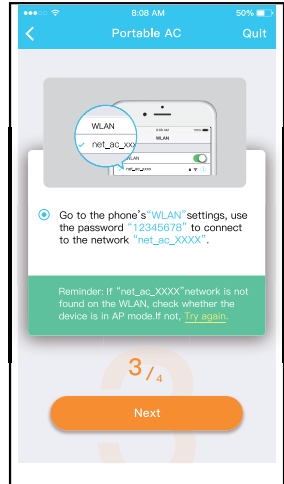 8:08 AM
50%
Portable AC
Quit
WLAN
WLAN
net_ac_xxx
WLAN
net_ac_xxxx
Go to the phone's“WLAN”settings, use
the password “12345678” to connect
to the network “net_ac_XXXX”.
Reminder: If “net_ac_XXXX”network is not
found on the WLAN, check whether the
device is in AP mode.If not, Try again.
3/4
Next